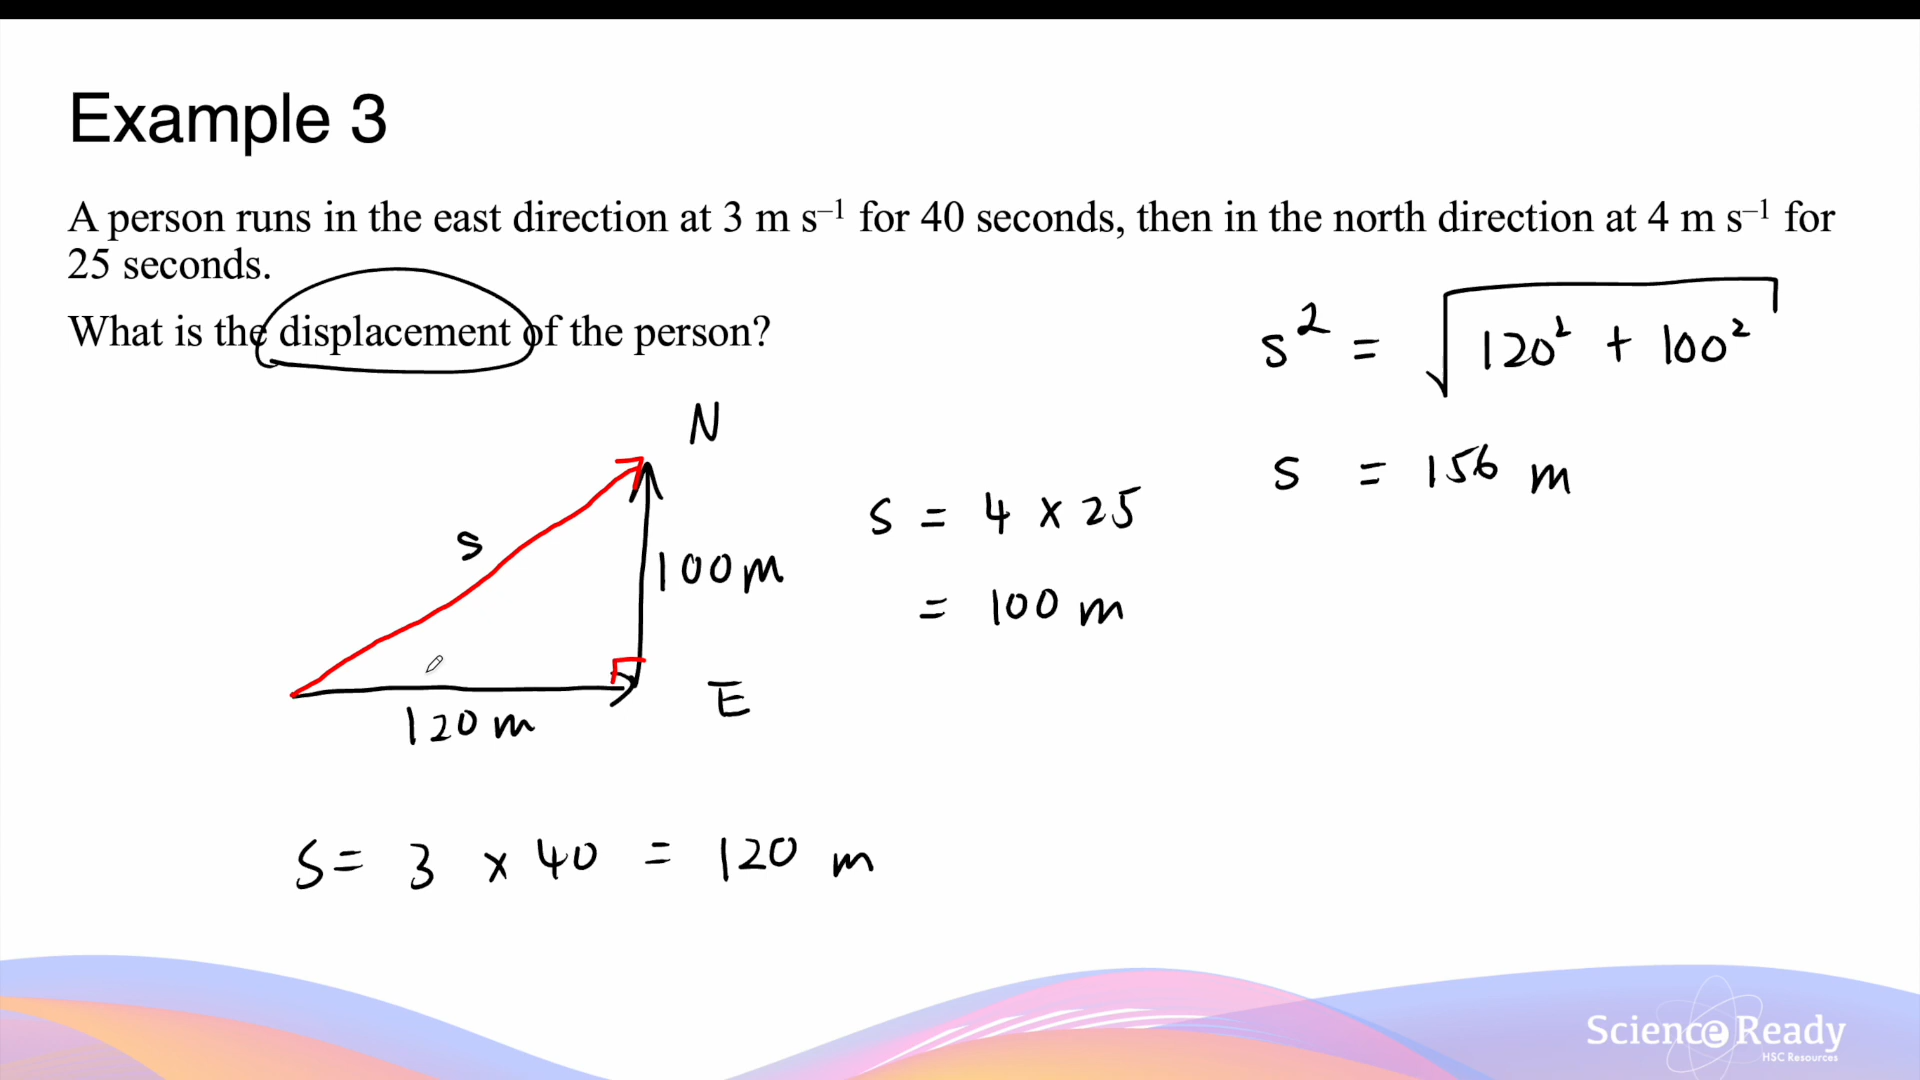 Example 3
A person runs in the east direction at 3 m s⁻¹ for 40 seconds, then in the north direction at 4 m s⁻¹ for
25 seconds.
What is the displacement of the person?
s² = √120² + 100²
s = 156 m
N
s
100 m
s = 4 x 25
= 100 m
E
120 m
S = 3 x 40 = 120 m
Science Ready
HSC Resources